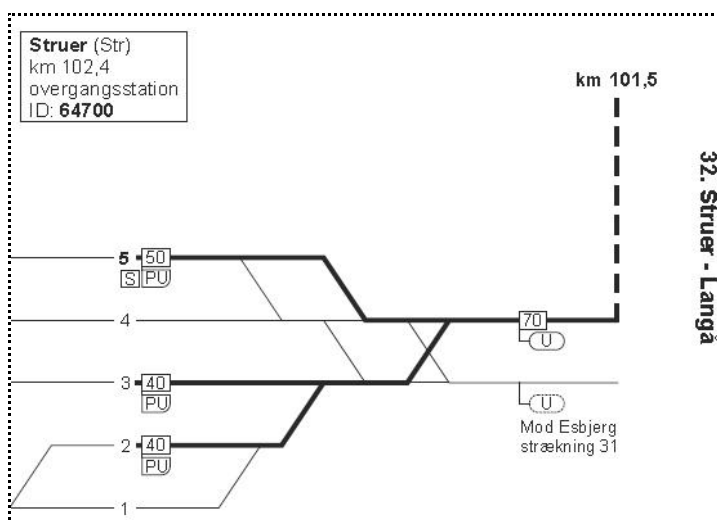 Struer (Str)
km 102,4
overgangsstation
ID: 64700
km 101,5
32. Struer - Langå
5 50
S PU
4
70
U
3 40
PU
U
Mod Esbjerg
strækning 31
2 40
PU
1